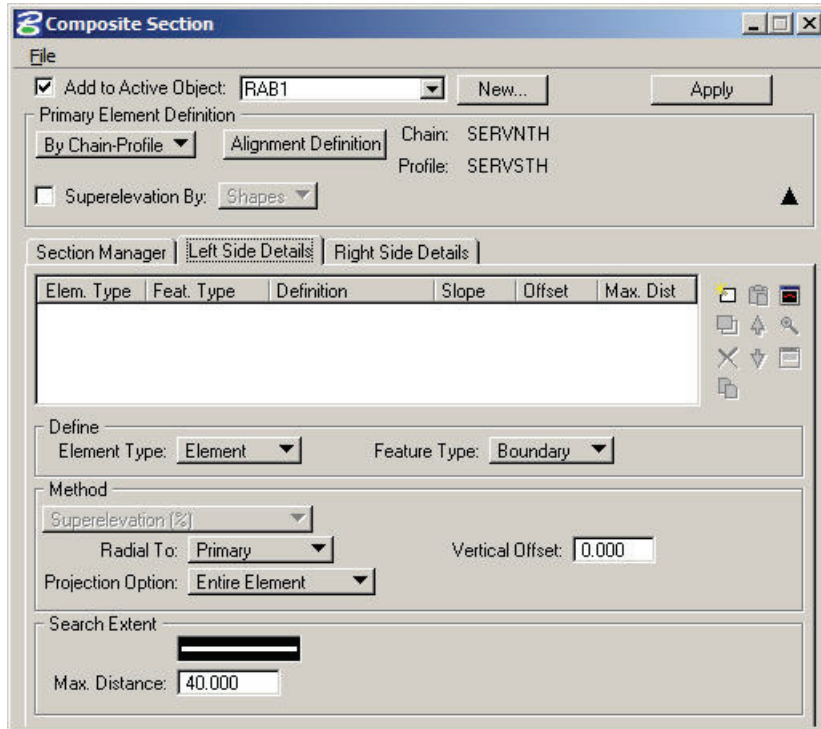 Composite Section
File
Add to Active Object: RAB1 New... Apply
Primary Element Definition
By Chain-Profile Alignment Definition Chain: SERVNTH
Profile: SERVSTH
Superelevation By: Shapes
Section Manager Left Side Details Right Side Details
Elem. Type Feat. Type Definition Slope Offset Max. Dist
Define
Element Type: Element Feature Type: Boundary
Method
Superelevation (%)
Radial To: Primary Vertical Offset: 0.000
Projection Option: Entire Element
Search Extent
Max. Distance: 40.000